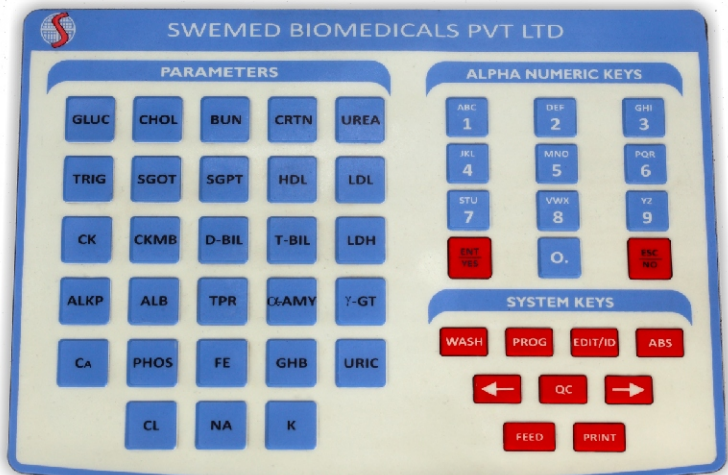 SWEMED BIOMEDICALS PVT LTD
PARAMETERS
GLUC CHOL BUN CRTN UREA
TRIG SGOT SGPT HDL LDL
CK CKMB D-BIL T-BIL LDH
ALKP ALB TPR α-AMY γ-GT
CA PHOS FE GHB URIC
CL NA K
ALPHA NUMERIC KEYS
ABC DEF GHI
1 2 3
JKL MNO PQR
4 5 6
STU VWX YZ
7 8 9
ENT ESC
YES O. NO
SYSTEM KEYS
WASH PROG EDIT/ID ABS
← QC →
FEED PRINT